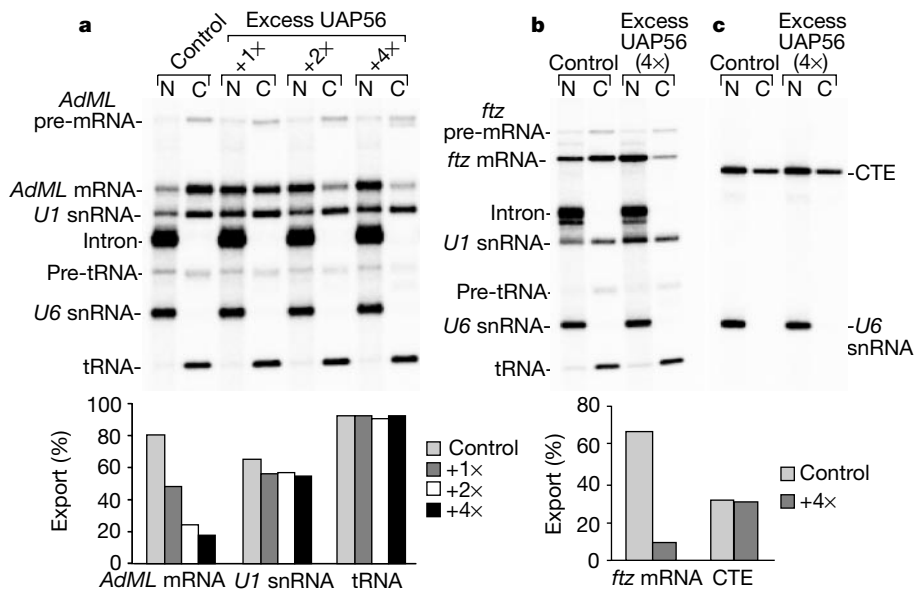 a
Excess UAP56
Control
+1×
+2×
+4×
N C N C N C N C
AdML
pre-mRNA-
AdML mRNA-
U1 snRNA-
Intron-
Pre-tRNA-
U6 snRNA-
tRNA-
100
80
60
40
20
0
Export (%)
AdML mRNA
U1 snRNA
tRNA
Control
+1×
+2×
+4×
b
Control
Excess
UAP56
(4×)
N C N C
ftz
pre-mRNA-
ftz mRNA-
Intron-
U1 snRNA-
Pre-tRNA-
U6 snRNA-
tRNA-
c
Control
Excess
UAP56
(4×)
N C N C
-CTE
-U6
snRNA
80
60
40
20
0
Export (%)
ftz mRNA
CTE
Control
+4×